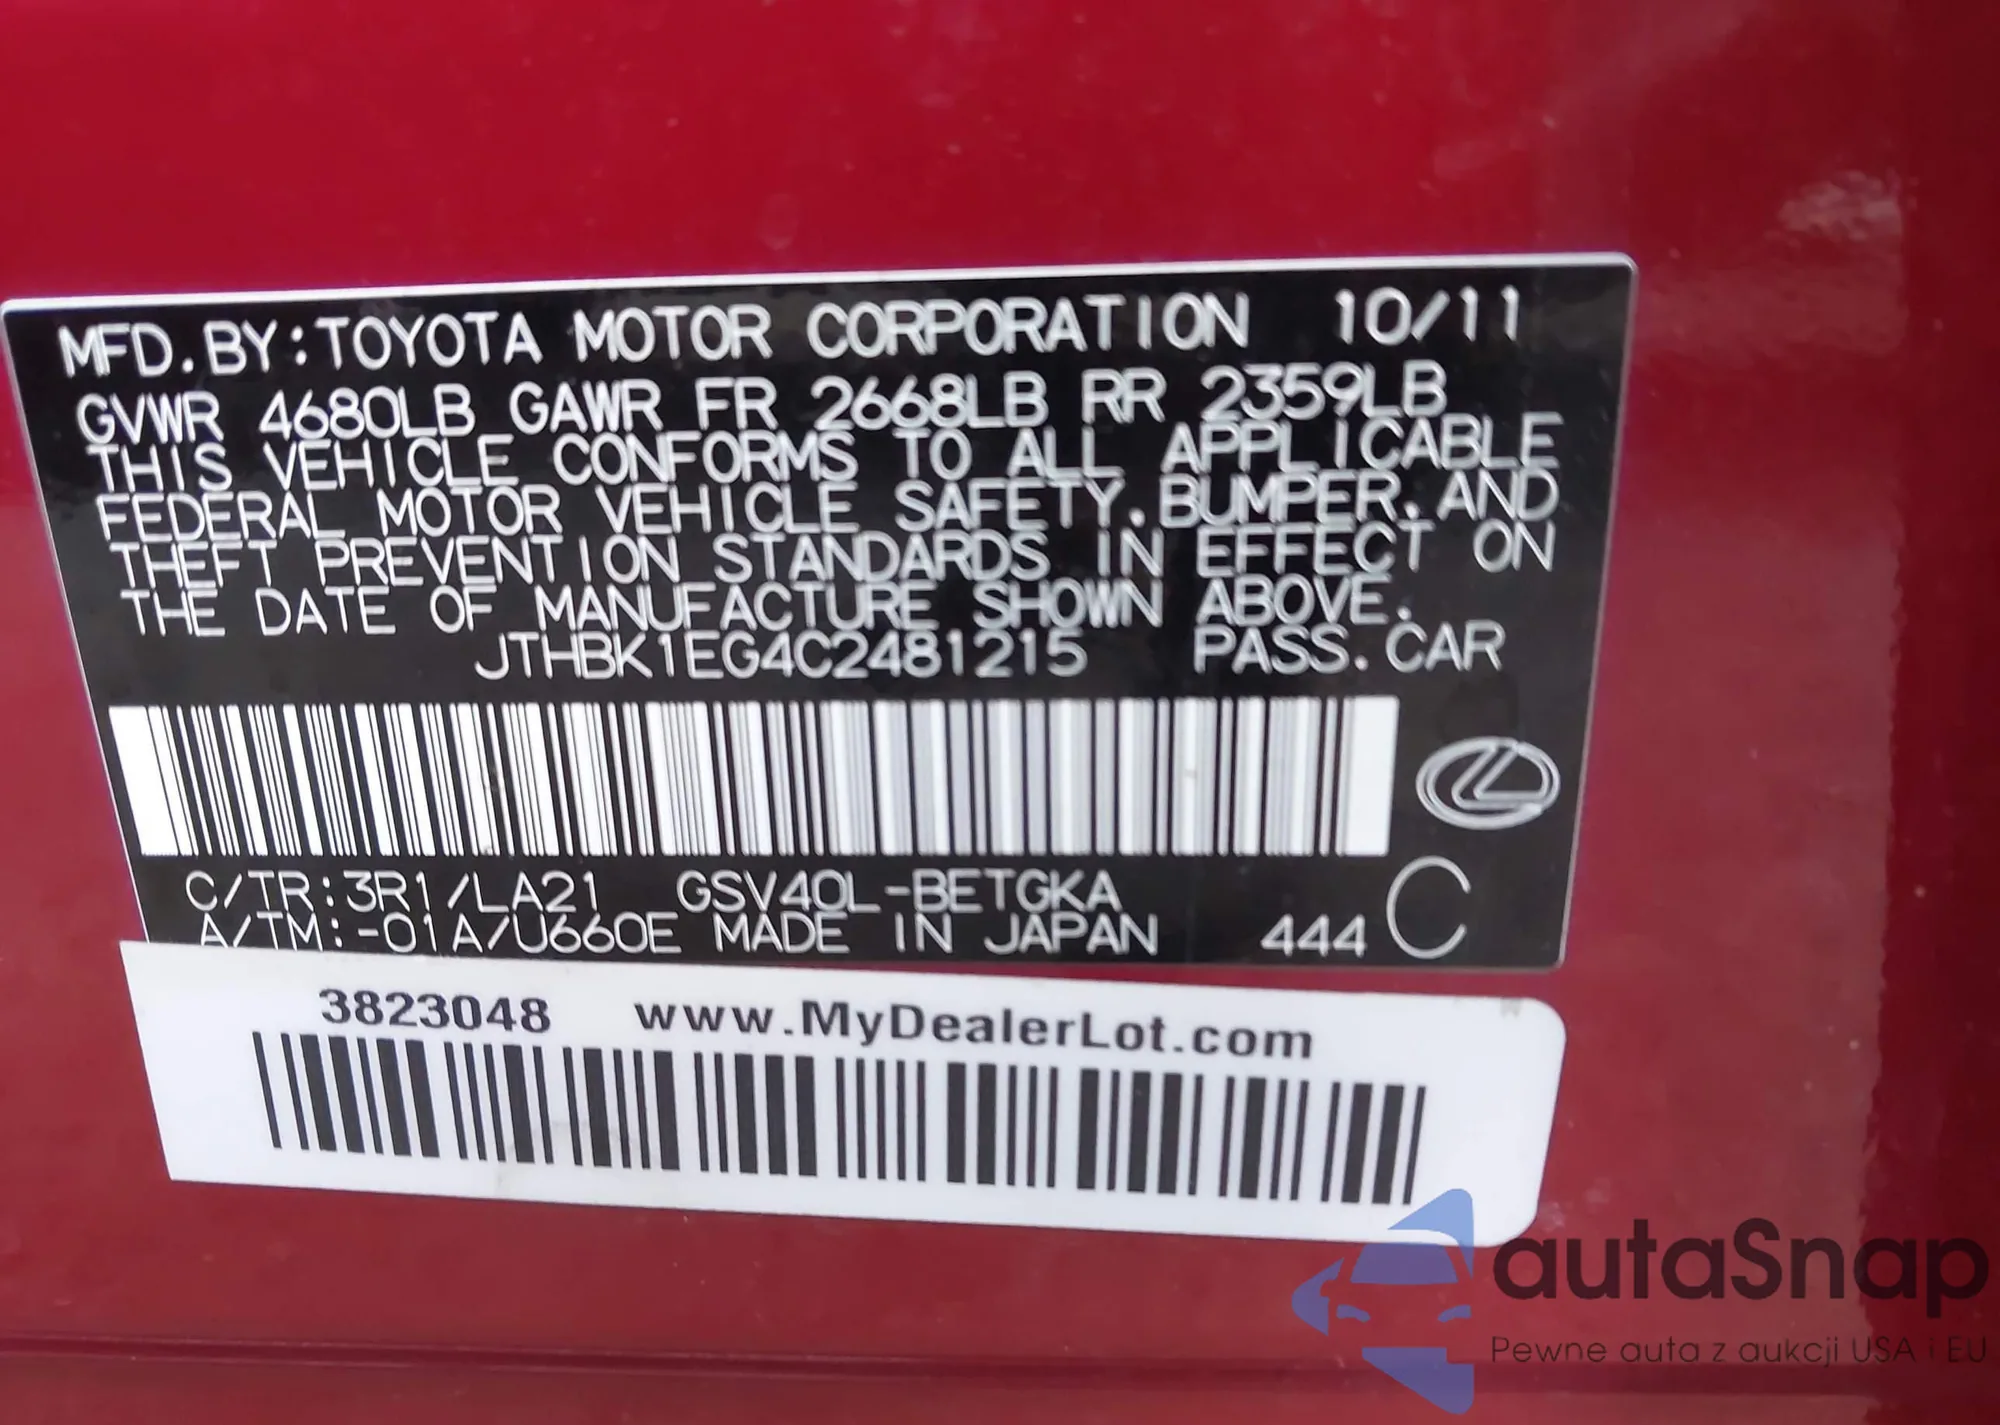 MFD. BY: TOYOTA MOTOR CORPORATION 10/11
GVWR 4680LB GAWR FR 2668LB RR 2359LB
THIS VEHICLE CONFORMS TO ALL APPLICABLE
FEDERAL MOTOR VEHICLE SAFETY. BUMPER. AND
THEFT PREVENTION STANDARDS IN EFFECT ON
THE DATE OF MANUFACTURE SHOWN ABOVE.
JTHBK1EG4C2481215 PASS. CAR
C/TR:3R1/LA21 GSV40L-BETGKA
A/TM:-01A/U660E MADE IN JAPAN 444 C
3823048 www.MyDealerLot.com
autaSnap
Pewne auta z aukcji USA i EU